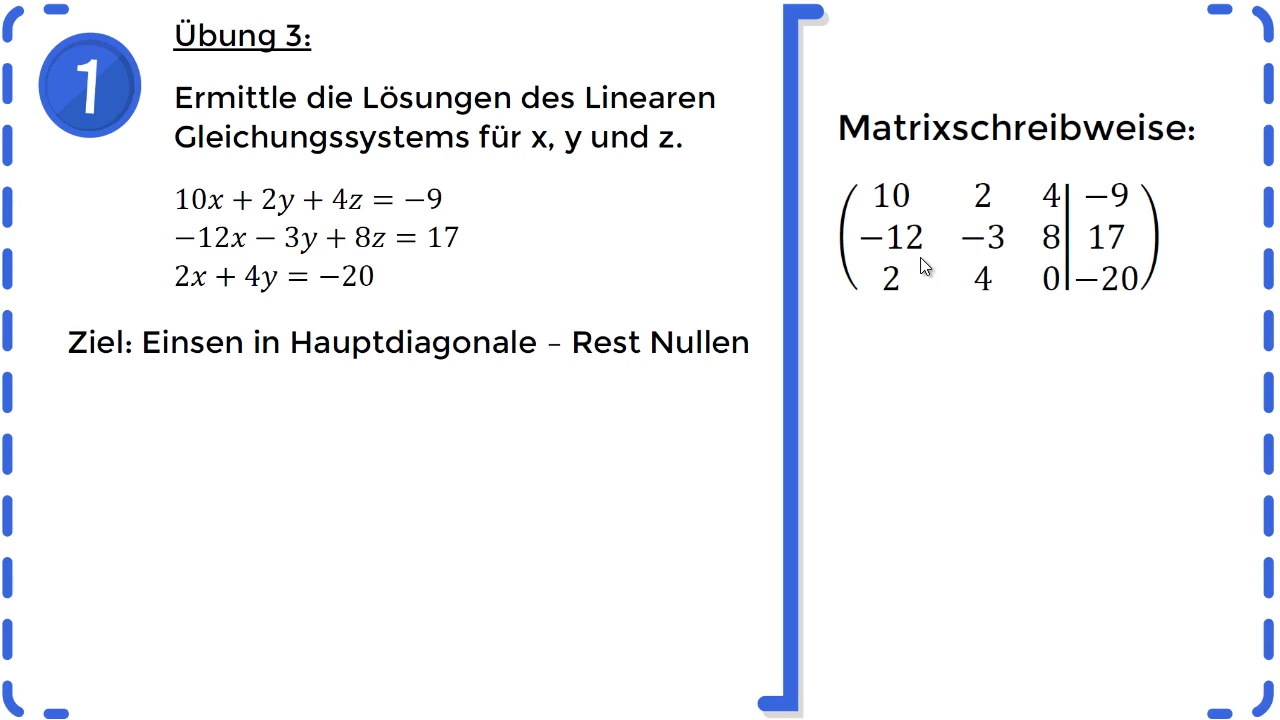 1
Übung 3:
Ermittle die Lösungen des Linearen
Gleichungssystems für x, y und z.
10x + 2y + 4z = −9
−12x − 3y + 8z = 17
2x + 4y = −20
Ziel: Einsen in Hauptdiagonale – Rest Nullen
Matrixschreibweise:
10 2 4 | −9
−12 −3 8 | 17
2 4 0 | −20